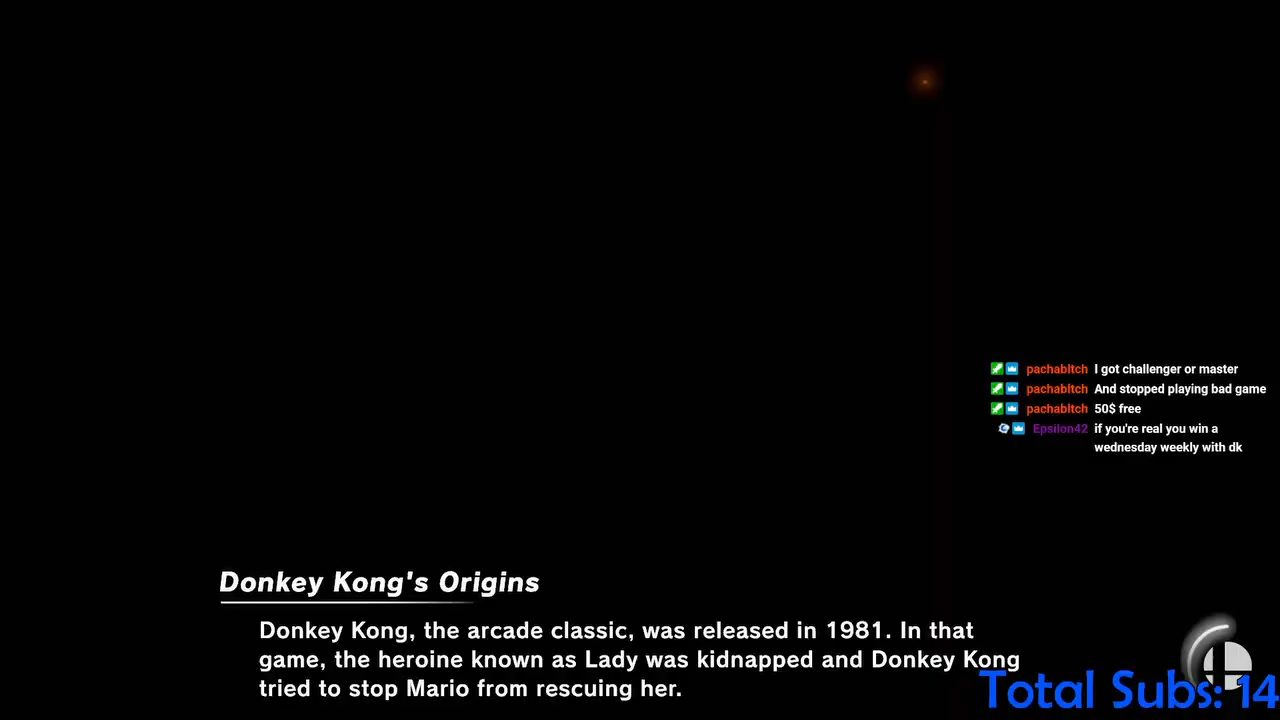 pachabltch I got challenger or master
pachabltch And stopped playing bad game
pachabltch 50$ free
Epsilon42 if you're real you win a
wednesday weekly with dk
Donkey Kong's Origins
Donkey Kong, the arcade classic, was released in 1981. In that
game, the heroine known as Lady was kidnapped and Donkey Kong
tried to stop Mario from rescuing her.
Total Subs: 14